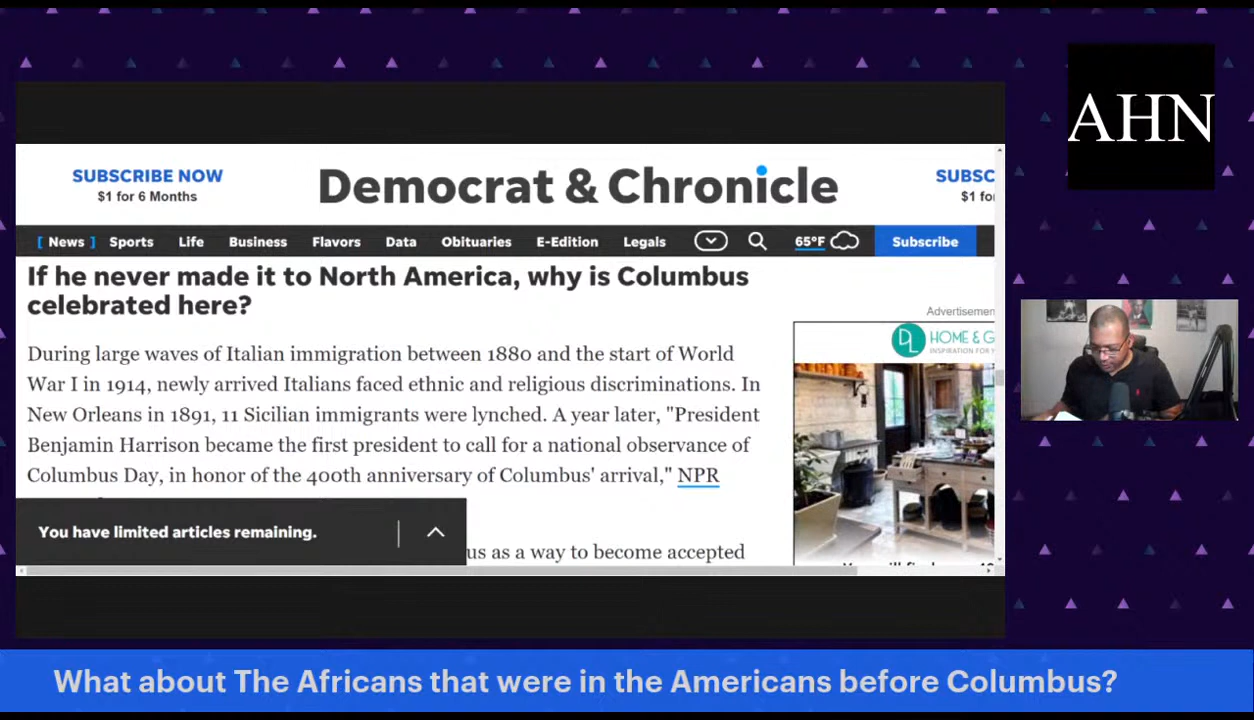 AHN
SUBSCRIBE NOW
$1 for 6 Months
Democrat & Chronicle
SUBSC
$1 fo
[ News ] Sports Life Business Flavors Data Obituaries E-Edition Legals 65°F Subscribe
If he never made it to North America, why is Columbus
celebrated here?
Advertisemen
DL HOME & G
INSPIRATION FOR
During large waves of Italian immigration between 1880 and the start of World
War I in 1914, newly arrived Italians faced ethnic and religious discriminations. In
New Orleans in 1891, 11 Sicilian immigrants were lynched. A year later, "President
Benjamin Harrison became the first president to call for a national observance of
Columbus Day, in honor of the 400th anniversary of Columbus' arrival," NPR
You have limited articles remaining.
us as a way to become accepted
What about The Africans that were in the Americans before Columbus?